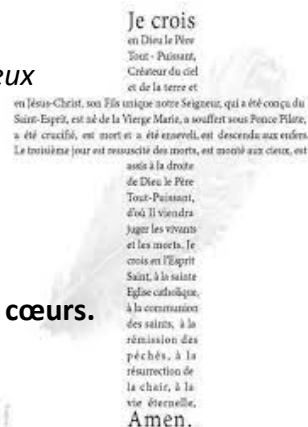 Je crois
en Dieu le Père
Tout - Puissant,
Créateur du ciel
eux
et de la terre et
en Jésus-Christ, son Fils unique notre Seigneur, qui a été conçu du
Saint-Esprit, est né de la Vierge Marie, a souffert sous Ponce Pilate,
a été crucifié, est mort et a été enseveli, est descendu aux enfers.
Le troisième jour est ressuscité des morts, est monté aux cieux, est
assis à la droite
de Dieu le Père
Tout-Puissant,
d'où Il viendra
juger les vivants
et les morts. Je
crois en l'Esprit
Saint, à la sainte
Eglise catholique,
cœurs.
à la communion
des saints, à la
rémission des
péchés, à la
résurrection de
la chair, à la
vie éternelle,
Amen.